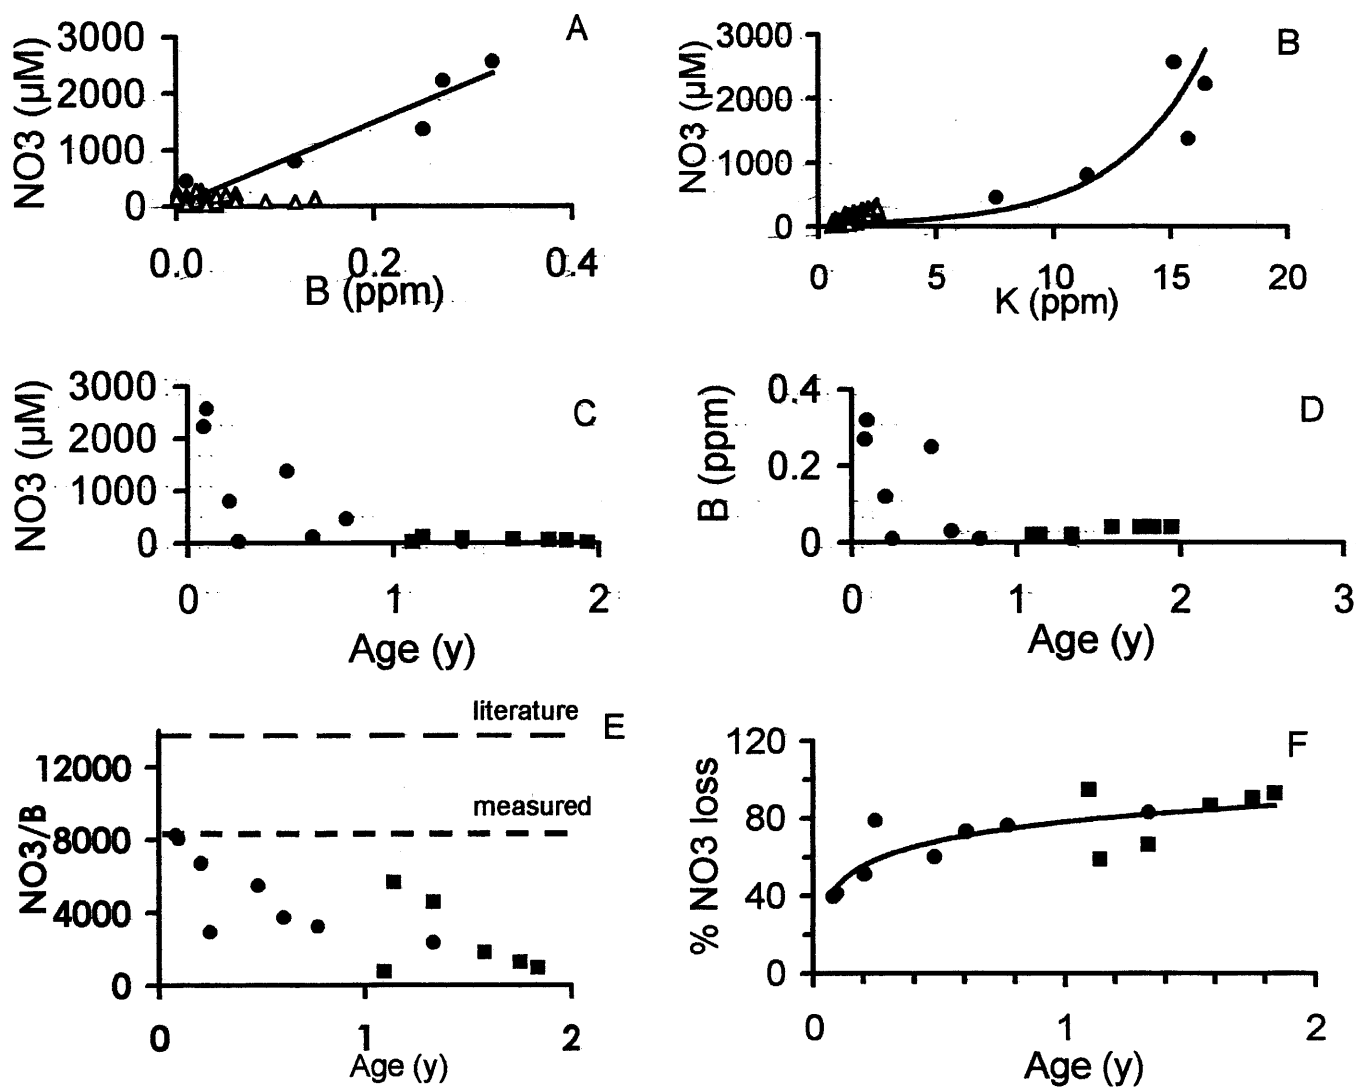 A
NO3 (µM)
3000
2000
1000
0
0.0
0.2
0.4
B (ppm)
B
NO3 (µM)
3000
2000
1000
0
0
5
10
15
20
K (ppm)
C
NO3 (µM)
3000
2000
1000
0
0
1
2
Age (y)
D
B (ppm)
0.4
0.2
0
0
1
2
3
Age (y)
E
literature
measured
NO3/B
12000
8000
4000
0
0
1
2
Age (y)
F
% NO3 loss
120
80
40
0
0
1
2
Age (y)